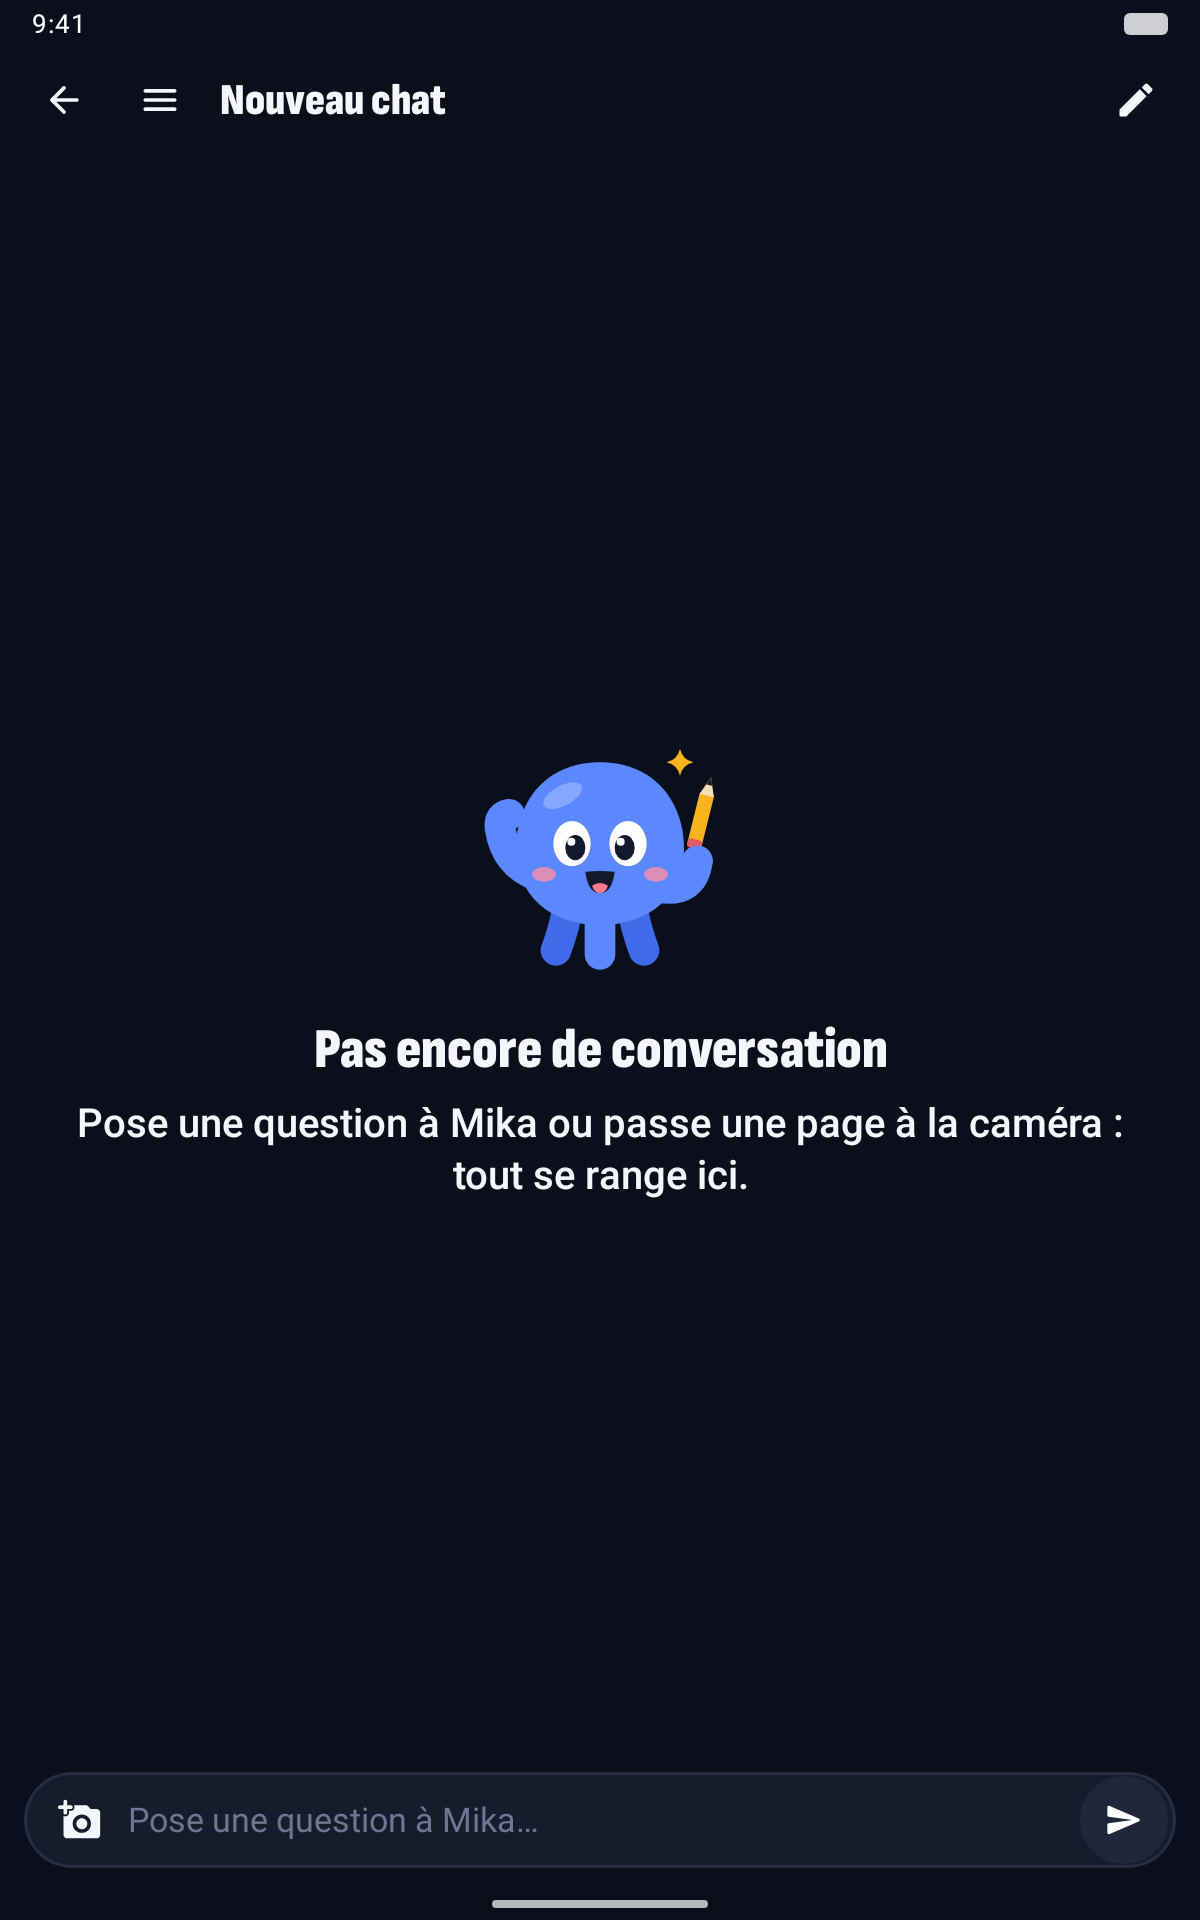 9:41
Nouveau chat
Pas encore de conversation
Pose une question à Mika ou passe une page à la caméra :
tout se range ici.
Pose une question à Mika…